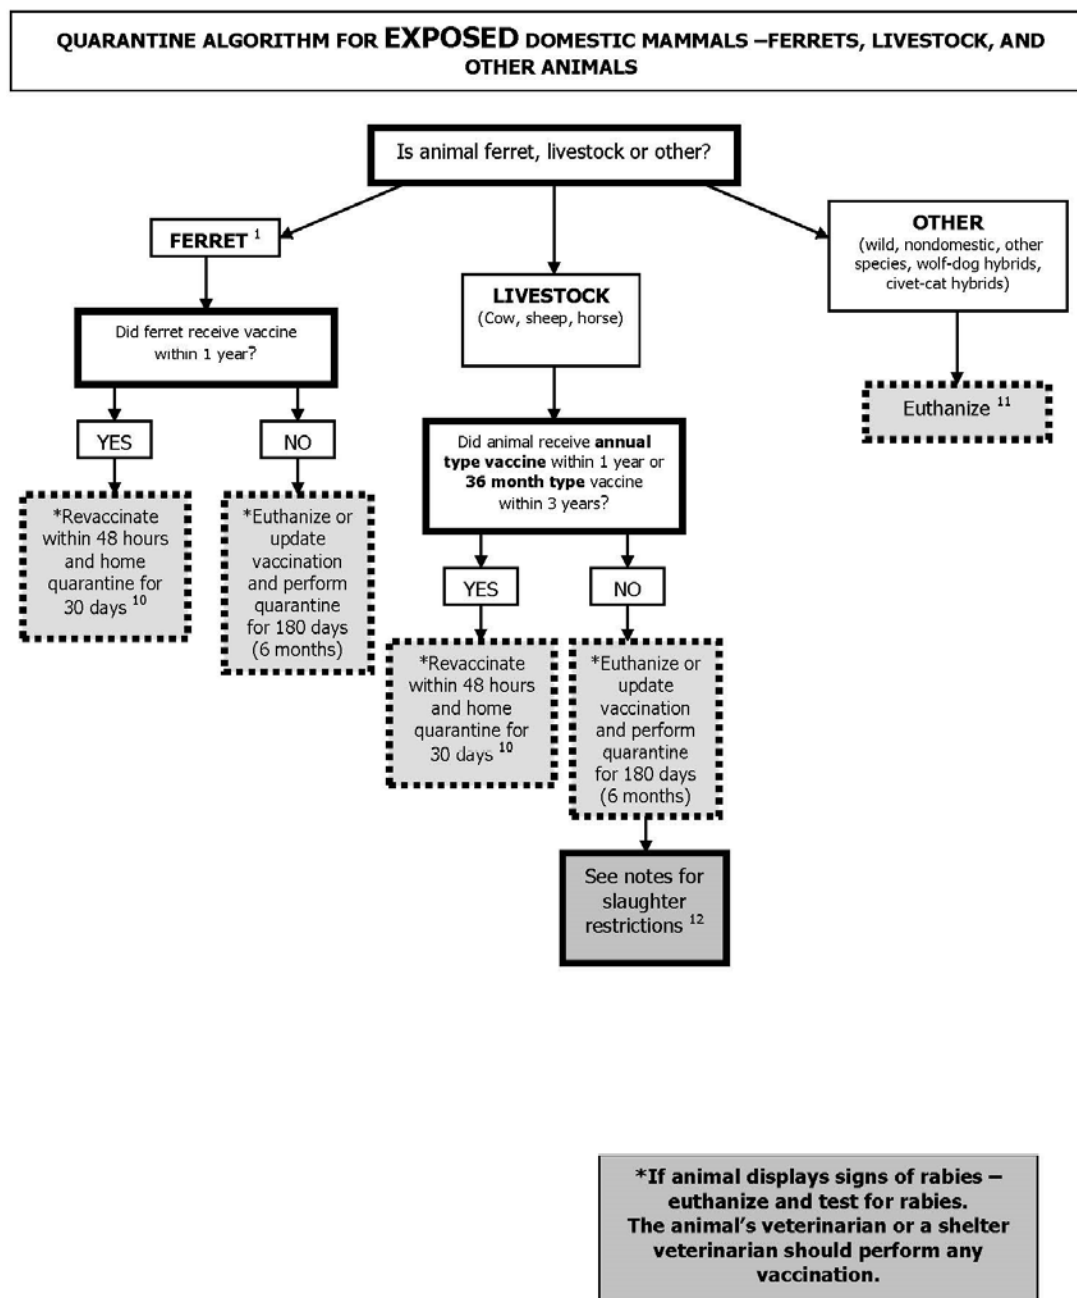 QUARANTINE ALGORITHM FOR EXPOSED DOMESTIC MAMMALS –FERRETS, LIVESTOCK, AND
OTHER ANIMALS
Is animal ferret, livestock or other?
FERRET 1
Did ferret receive vaccine
within 1 year?
YES
NO
*Revaccinate
within 48 hours
and home
quarantine for
30 days 10
*Euthanize or
update
vaccination
and perform
quarantine
for 180 days
(6 months)
LIVESTOCK
(Cow, sheep, horse)
Did animal receive annual
type vaccine within 1 year or
36 month type vaccine
within 3 years?
YES
NO
*Revaccinate
within 48 hours
and home
quarantine for
30 days 10
*Euthanize or
update
vaccination
and perform
quarantine
for 180 days
(6 months)
See notes for
slaughter
restrictions 12
OTHER
(wild, nondomestic, other
species, wolf-dog hybrids,
civet-cat hybrids)
Euthanize 11
*If animal displays signs of rabies –
euthanize and test for rabies.
The animal's veterinarian or a shelter
veterinarian should perform any
vaccination.